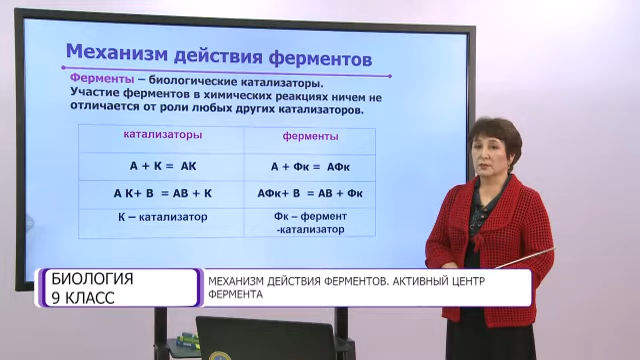 Механизм действия ферментов
Ферменты – биологические катализаторы.
Участие ферментов в химических реакциях ничем не
отличается от роли любых других катализаторов.
катализаторы ферменты
А + К = АК А + Фк = АФк
А К+ В = АВ + К АФк+ В = АВ + Фк
К – катализатор Фк – фермент
-катализатор
БИОЛОГИЯ
9 КЛАСС
МЕХАНИЗМ ДЕЙСТВИЯ ФЕРМЕНТОВ. АКТИВНЫЙ ЦЕНТР
ФЕРМЕНТА